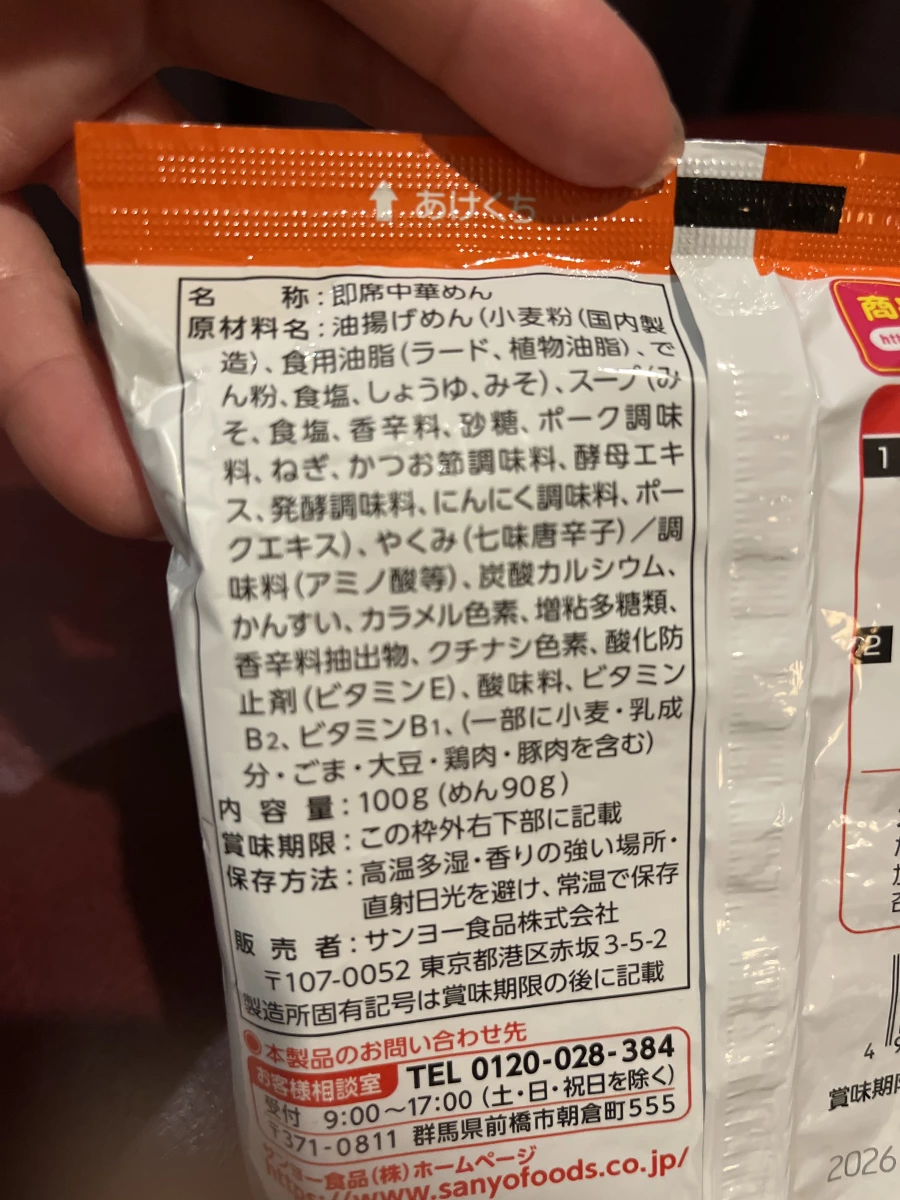 あけくち
名 称:即席中華めん
原材料名:油揚げめん(小麦粉(国内製
造)、食用油脂(ラード、植物油脂)、で
ん粉、食塩、しょうゆ、みそ)、スープ(み
そ、食塩、香辛料、砂糖、ポーク調味
料、ねぎ、かつお節調味料、酵母エキ
ス、発酵調味料、にんにく調味料、ポー
クエキス)、やくみ(七味唐辛子)/調
味料(アミノ酸等)、炭酸カルシウム、
かんすい、カラメル色素、増粘多糖類、
香辛料抽出物、クチナシ色素、酸化防
止剤(ビタミンE)、酸味料、ビタミン
B2、ビタミンB1、(一部に小麦・乳成
分・ごま・大豆・鶏肉・豚肉を含む)
内容量:100g(めん90g)
賞味期限:この枠外右下部に記載
保存方法:高温多湿・香りの強い場所・
直射日光を避け、常温で保存
販売者:サンヨー食品株式会社
〒107-0052 東京都港区赤坂3-5-2
製造所固有記号は賞味期限の後に記載
●本製品のお問い合わせ先
お客様相談室 TEL 0120-028-384
受付 9:00~17:00(土・日・祝日を除く)
〒371-0811 群馬県前橋市朝倉町555
サンヨー食品(株)ホームページ
https://www.sanyofoods.co.jp/
商
htt
1
2
4
賞味期限
2026